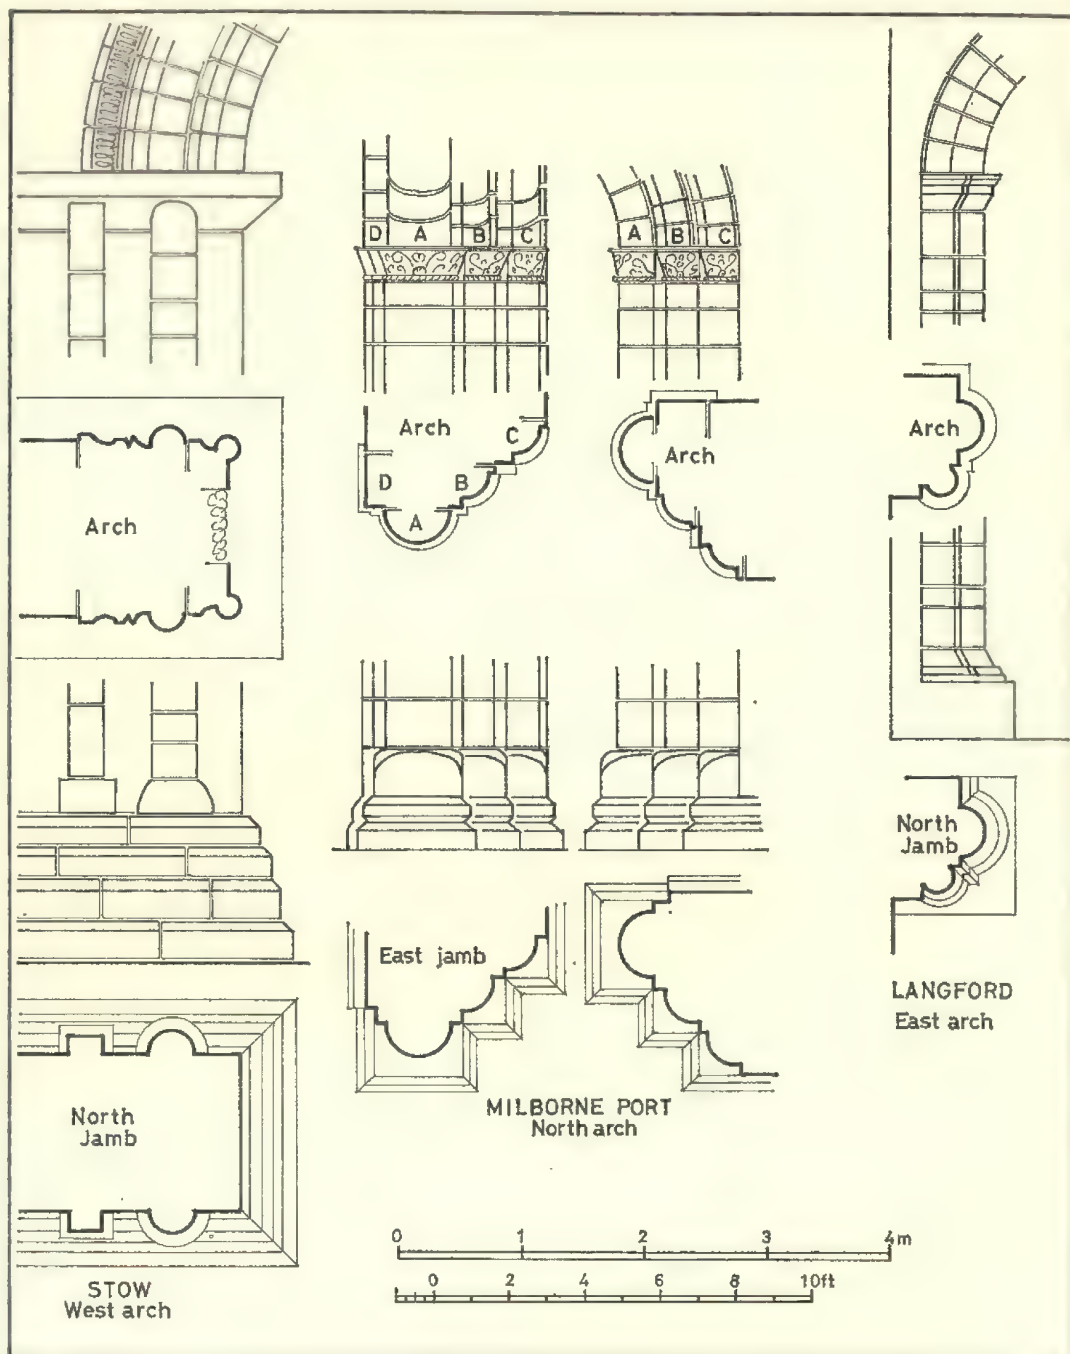 D A B C
A B C
Arch
C
D
B
A
Arch
Arch
Arch
North
Jamb
East jamb
North
Jamb
LANGFORD
East arch
MILBORNE PORT
North arch
STOW
West arch
0 1 2 3 4m
0 2 4 6 8 10ft